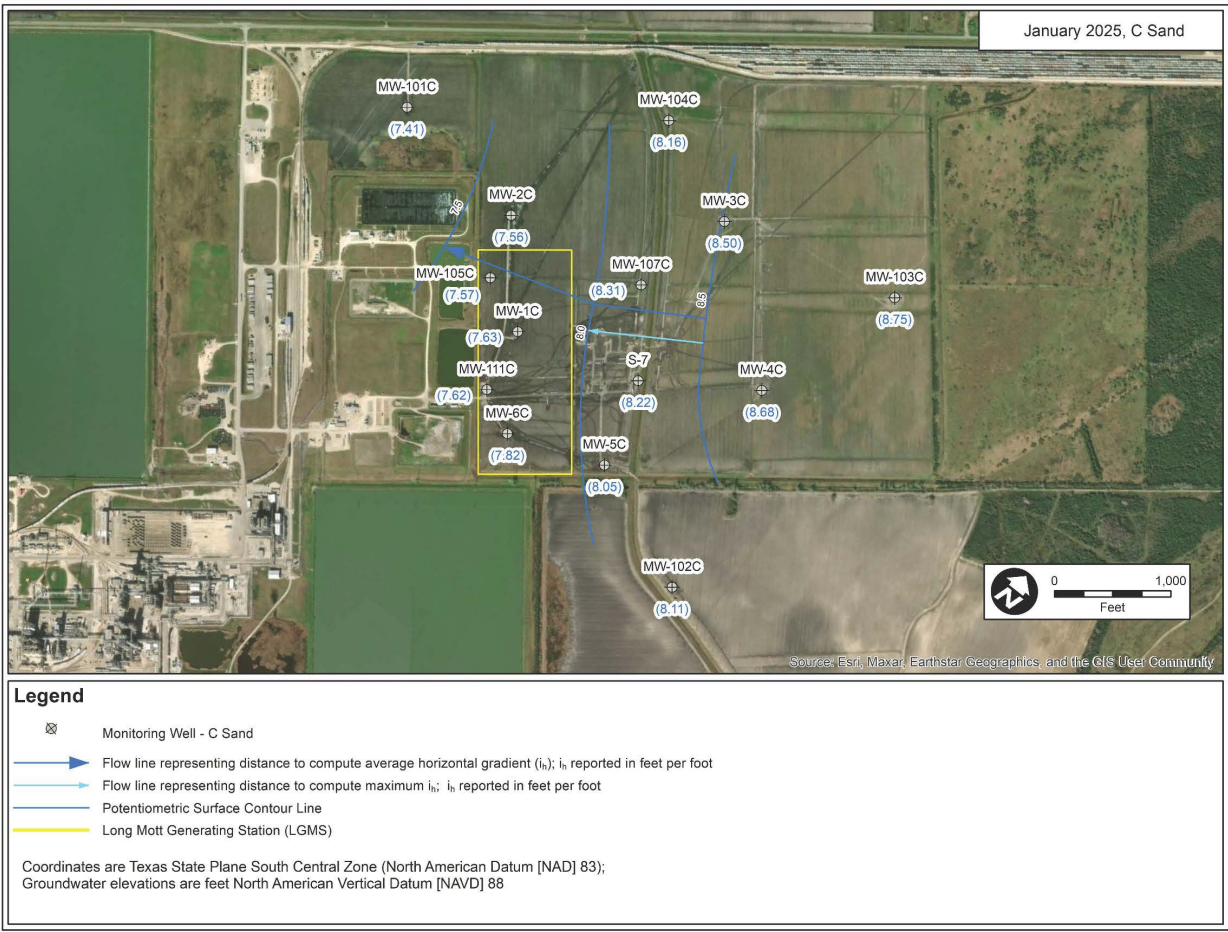 January 2025, C Sand
MW-101C
(7.41)
MW-104C
(8.16)
MW-2C
(7.56)
7.5
MW-3C
(8.50)
MW-105C
(7.57)
MW-107C
(8.31)
MW-103C
(8.75)
8.5
MW-1C
(7.63)
8.0
MW-111C
(7.62)
S-7
(8.22)
MW-4C
(8.68)
MW-6C
(7.82)
MW-5C
(8.05)
MW-102C
(8.11)
N
0 1,000
Feet
Source: Esri, Maxar, Earthstar Geographics, and the GIS User Community
Legend
Monitoring Well - C Sand
Flow line representing distance to compute average horizontal gradient (ih); ih reported in feet per foot
Flow line representing distance to compute maximum ih; ih reported in feet per foot
Potentiometric Surface Contour Line
Long Mott Generating Station (LGMS)
Coordinates are Texas State Plane South Central Zone (North American Datum [NAD] 83);
Groundwater elevations are feet North American Vertical Datum [NAVD] 88